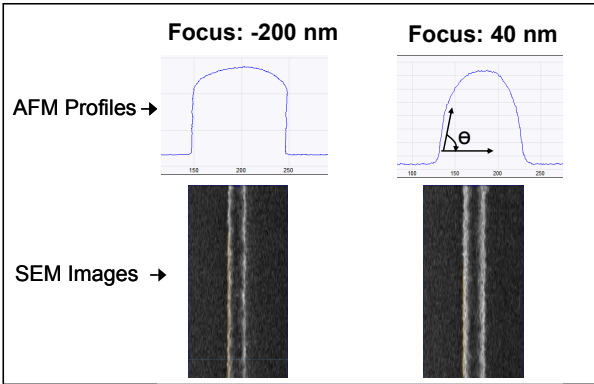 Focus: -200 nm
Focus: 40 nm
AFM Profiles
θ
150 200 250
100 150 200 250
SEM Images